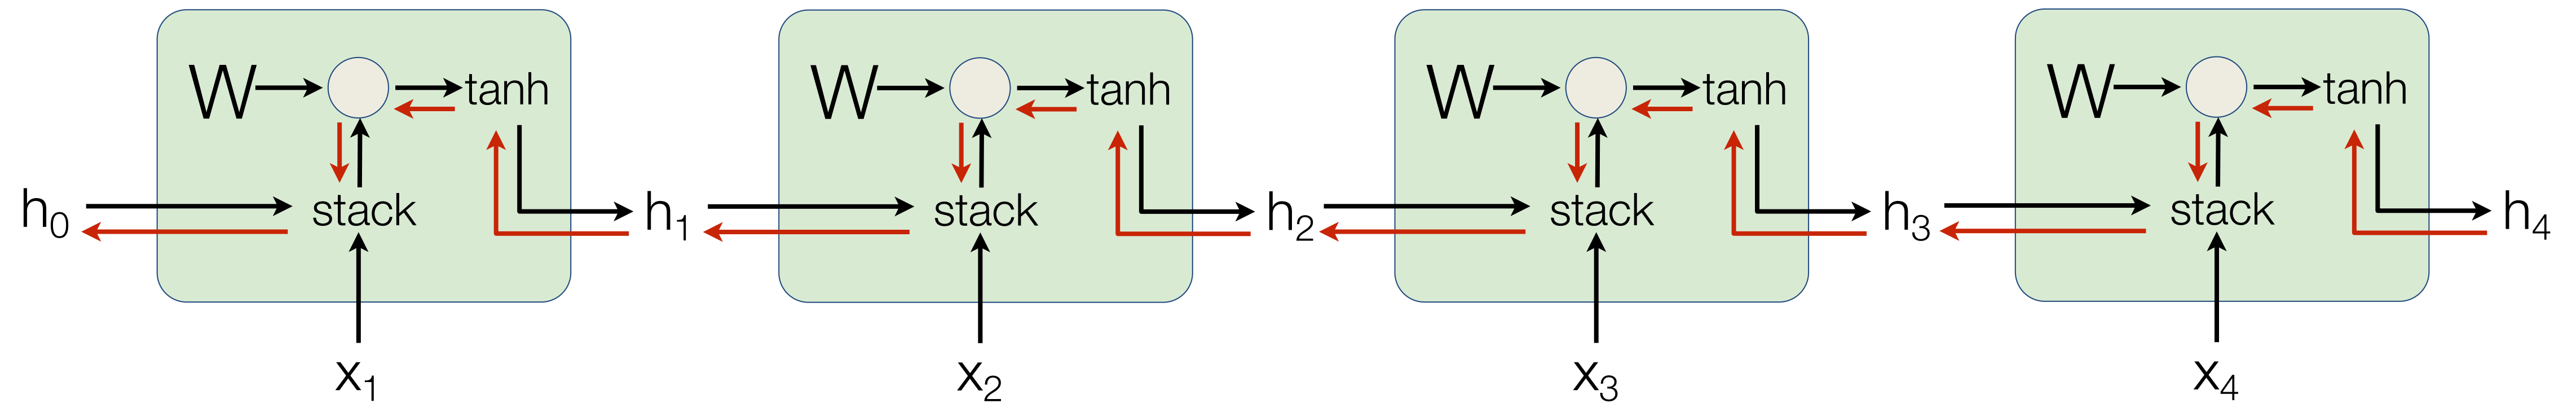 W tanh W tanh W tanh W tanh
h₀ stack h₁ stack h₂ stack h₃ stack h₄
x₁ x₂ x₃ x₄